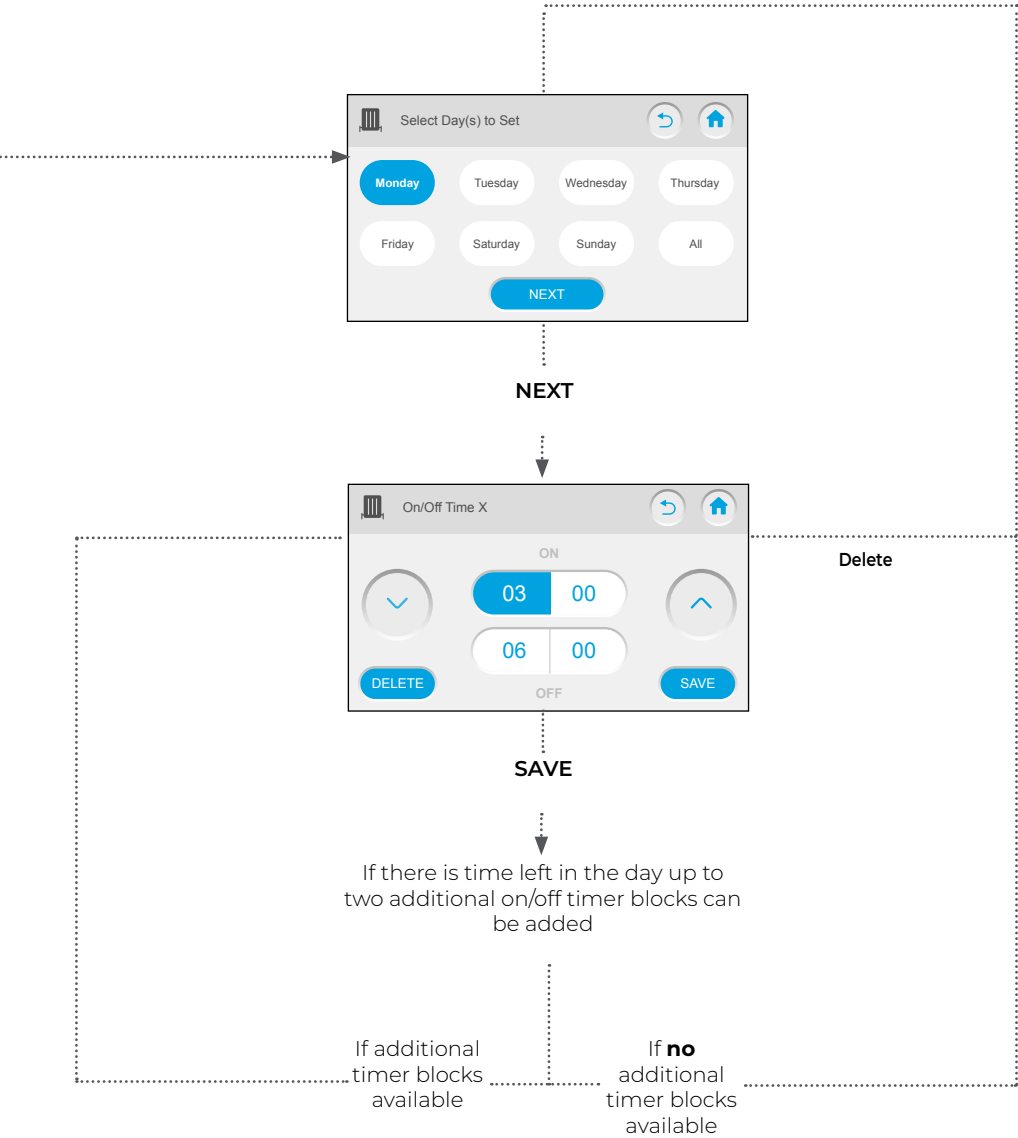 Select Day(s) to Set
Monday Tuesday Wednesday Thursday
Friday Saturday Sunday All
NEXT
NEXT
On/Off Time X
ON
03 00
06 00
DELETE
OFF
SAVE
Delete
SAVE
If there is time left in the day up to
two additional on/off timer blocks can
be added
If additional
timer blocks
available
If no
additional
timer blocks
available